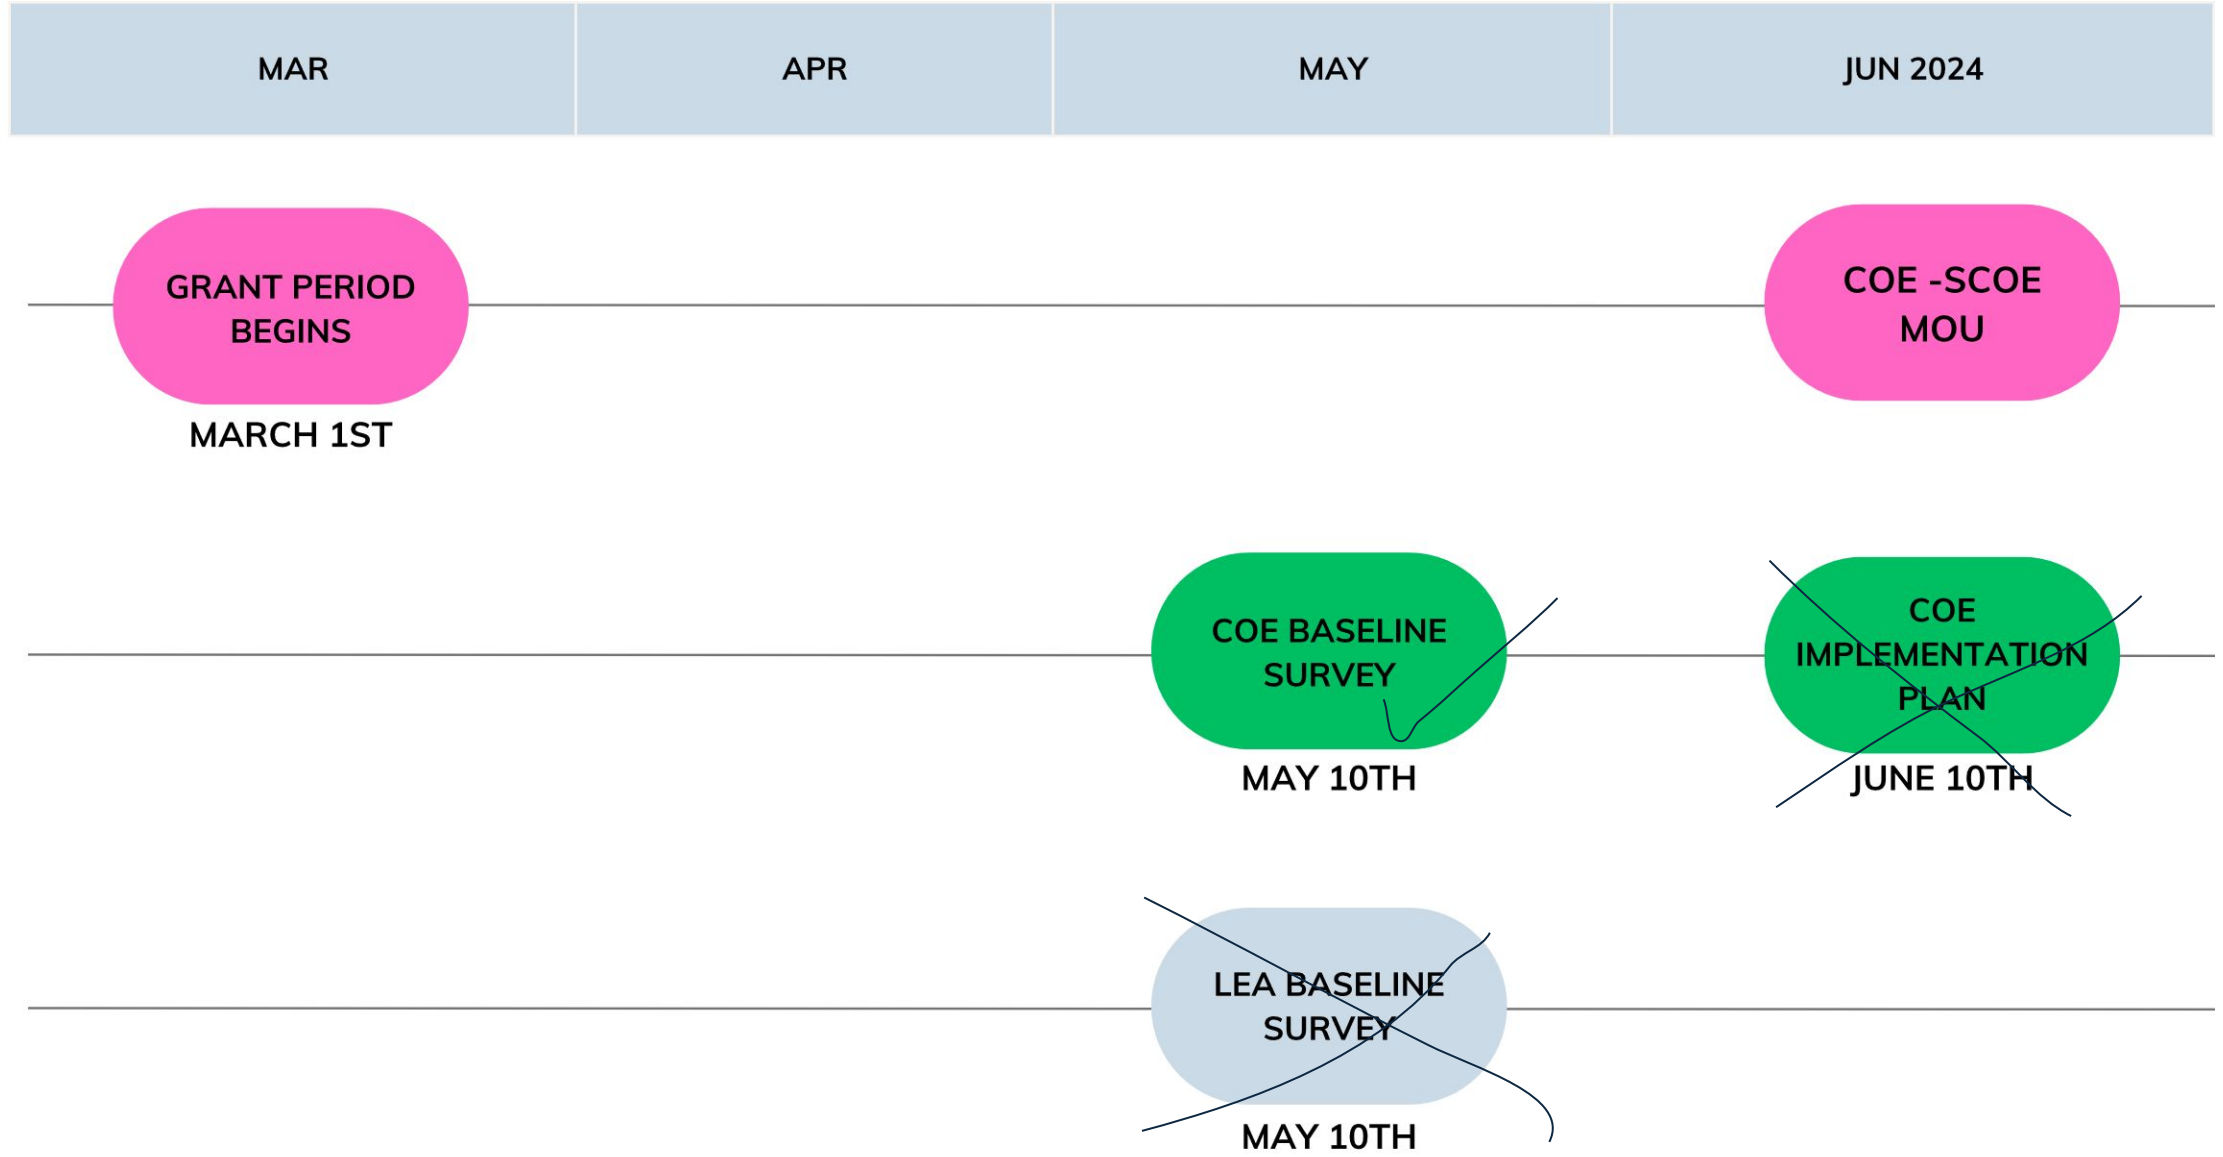 MAR
APR
MAY
JUN 2024
GRANT PERIOD
BEGINS
MARCH 1ST
COE -SCOE
MOU
COE BASELINE
SURVEY
MAY 10TH
COE
IMPLEMENTATION
PLAN
JUNE 10TH
LEA BASELINE
SURVEY
MAY 10TH